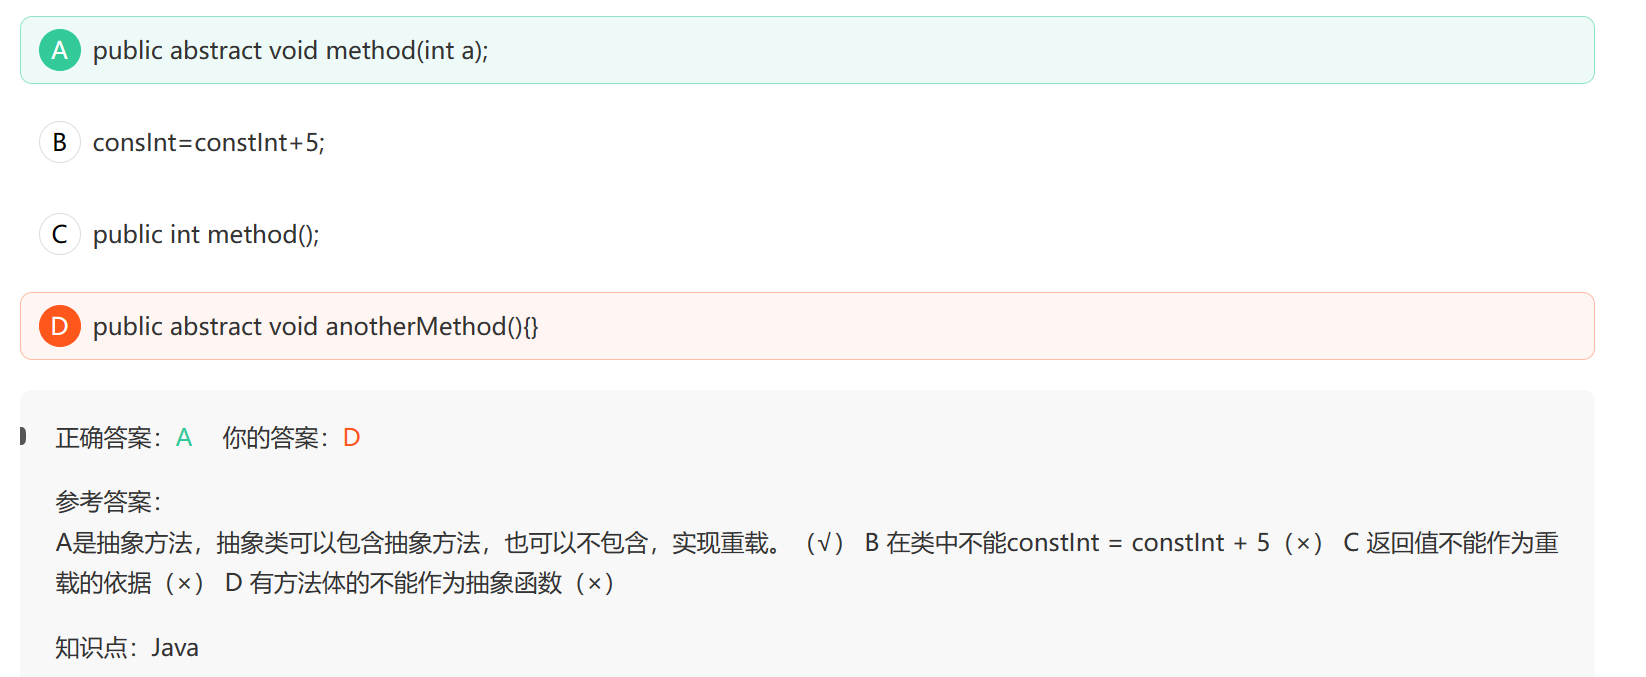 A public abstract void method(int a);
B consInt=constInt+5;
C public int method();
D public abstract void anotherMethod(){}
正确答案：A 你的答案：D
参考答案：
A是抽象方法，抽象类可以包含抽象方法，也可以不包含，实现重载。（√） B 在类中不能constInt = constInt + 5（×） C 返回值不能作为重
载的依据（×） D 有方法体的不能作为抽象函数（×）
知识点：Java